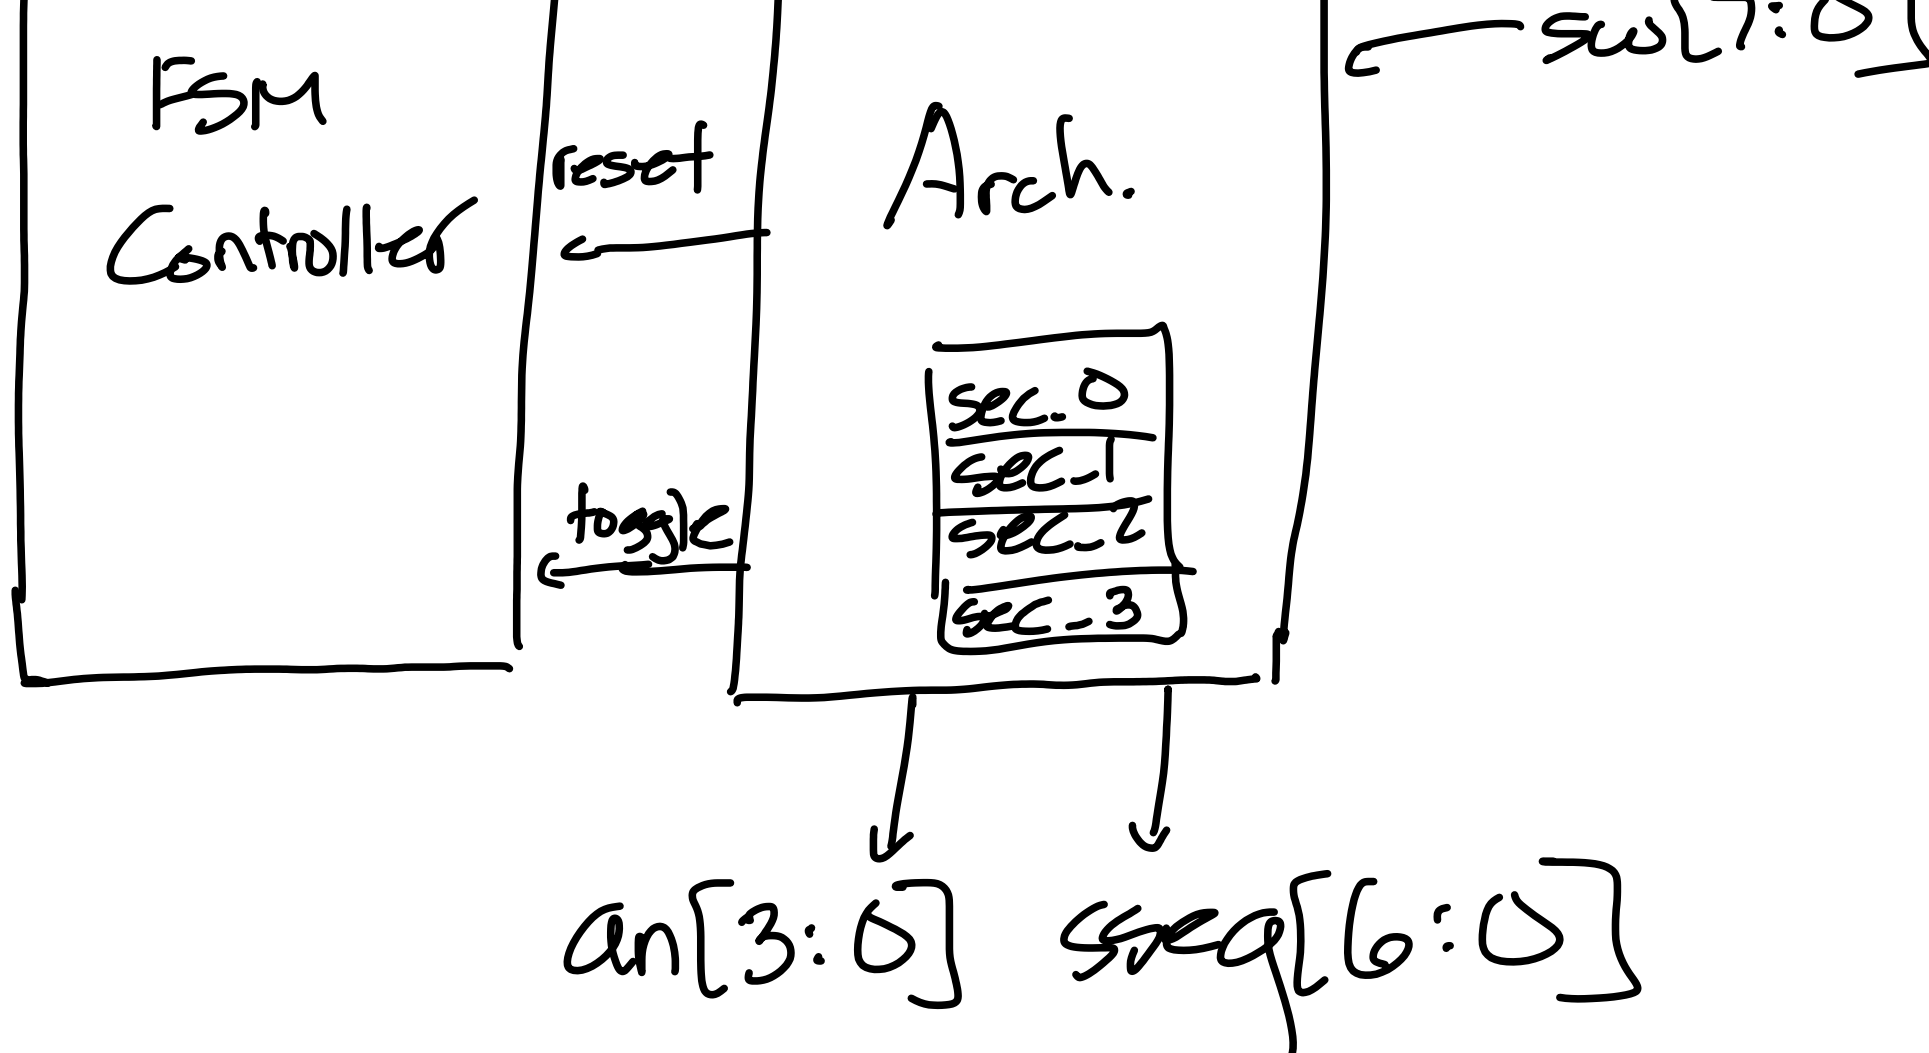 FSM
Controller
reset
toggle
Arch.
sec_0
sec_1
sec_2
sec_3
sw[7:0]
an[3:0]
sseg[6:0]